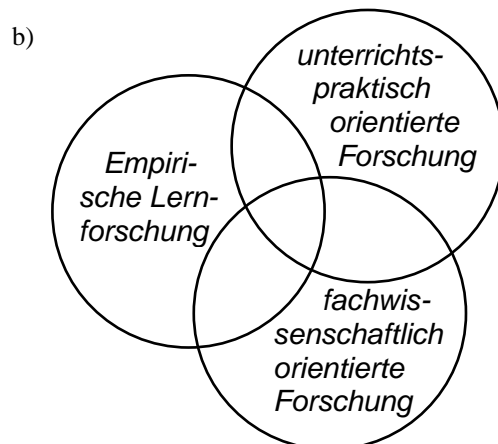 b)
unterrichts-
praktisch
orientierte
Forschung
Empiri-
sche Lern-
forschung
fachwis-
senschaftlich
orientierte
Forschung